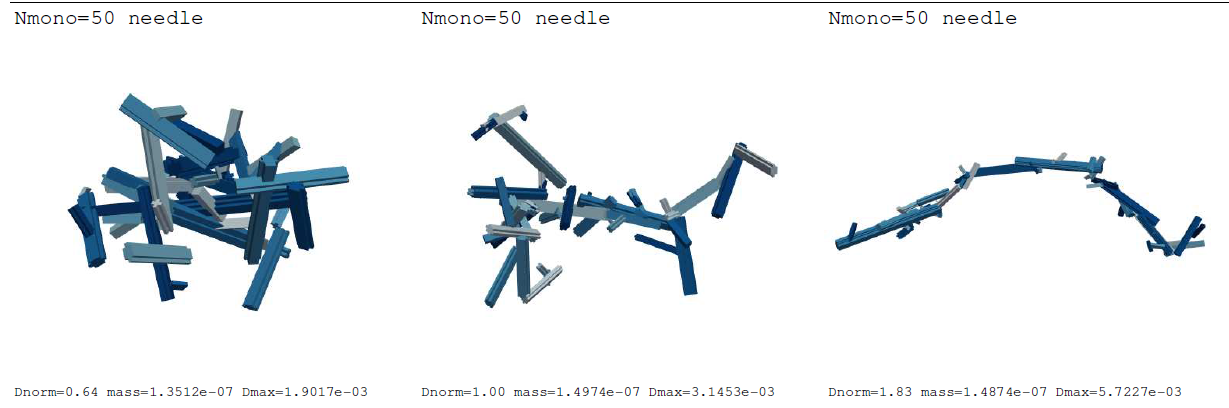 Nmono=50 needle
Nmono=50 needle
Nmono=50 needle
Dnorm=0.64 mass=1.3512e-07 Dmax=1.9017e-03
Dnorm=1.00 mass=1.4974e-07 Dmax=3.1453e-03
Dnorm=1.83 mass=1.4874e-07 Dmax=5.7227e-03